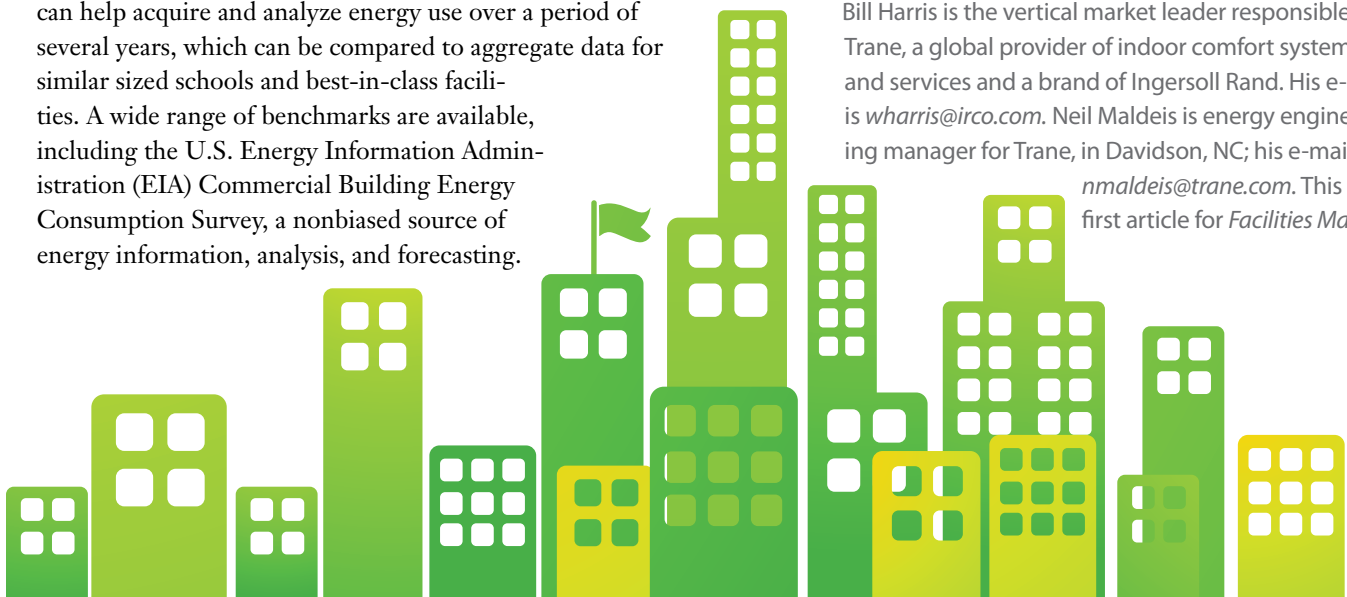 can help acquire and analyze energy use over a period of
several years, which can be compared to aggregate data for
similar sized schools and best-in-class facili-
ties. A wide range of benchmarks are available,
including the U.S. Energy Information Admin-
istration (EIA) Commercial Building Energy
Consumption Survey, a nonbiased source of
energy information, analysis, and forecasting.
Bill Harris is the vertical market leader responsible
Trane, a global provider of indoor comfort system
and services and a brand of Ingersoll Rand. His e-
is wharris@irco.com. Neil Maldeis is energy engine
ing manager for Trane, in Davidson, NC; his e-mai
nmaldeis@trane.com. This
first article for Facilities Ma